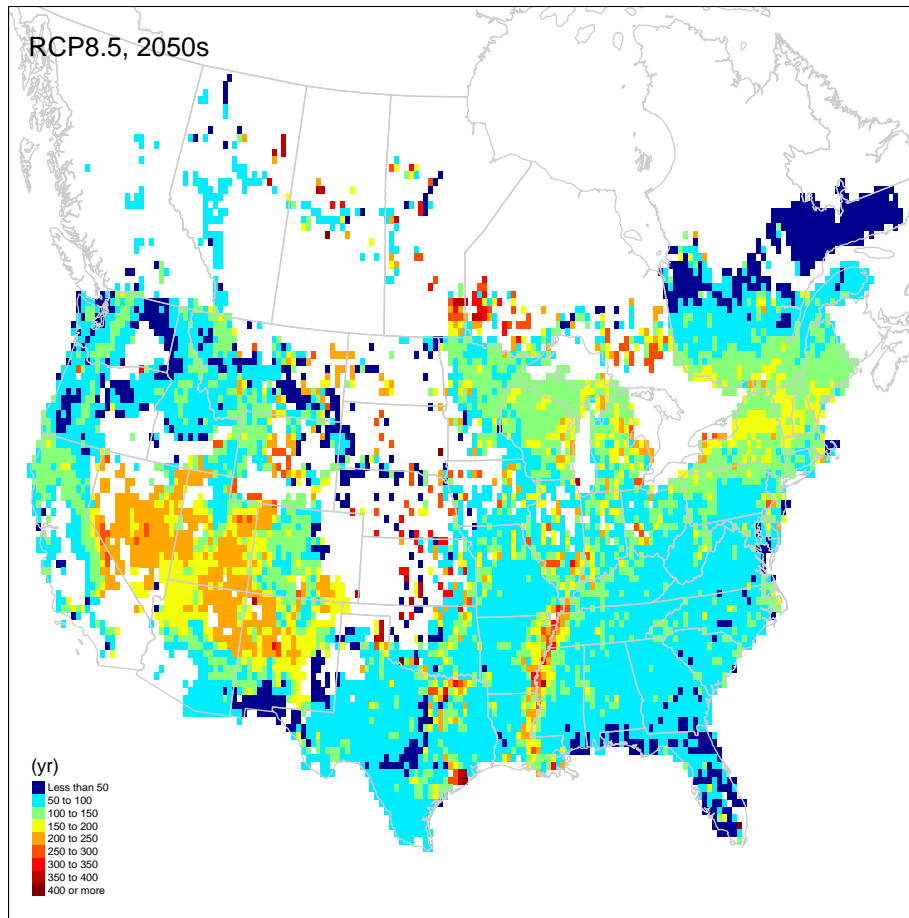 RCP8.5, 2050s
(yr)
Less than 50
50 to 100
100 to 150
150 to 200
200 to 250
250 to 300
300 to 350
350 to 400
400 or more